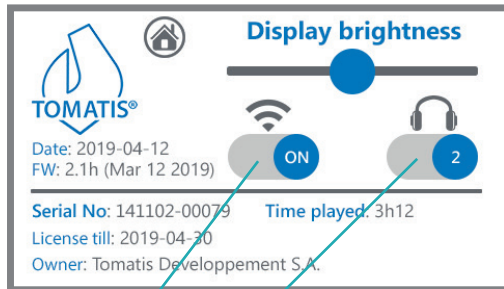 Display brightness
TOMATIS®
Date: 2019-04-12
FW: 2.1h (Mar 12 2019)
ON
2
Serial No: 141102-00079 Time played: 3h12
License till: 2019-04-30
Owner: Tomatis Developpement S.A.